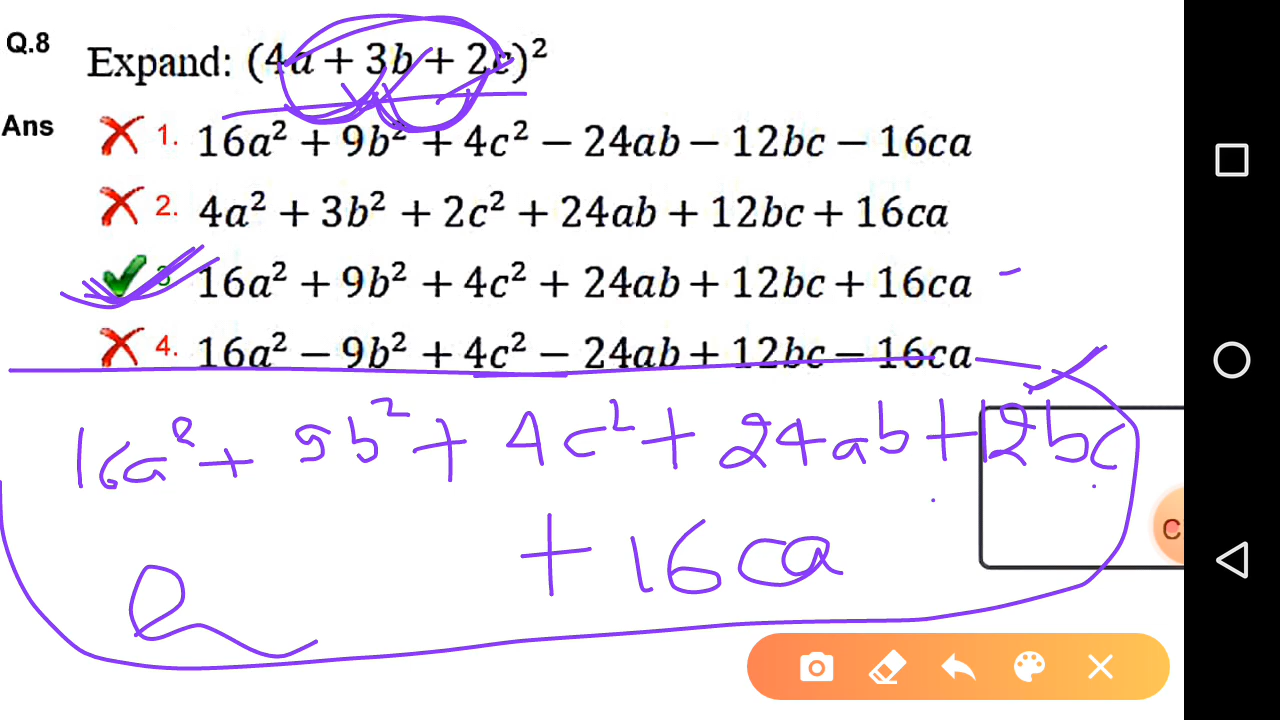 Q.8 Expand: (4a + 3b + 2c)²
Ans
1. 16a² + 9b² + 4c² − 24ab − 12bc − 16ca
2. 4a² + 3b² + 2c² + 24ab + 12bc + 16ca
3. 16a² + 9b² + 4c² + 24ab + 12bc + 16ca
4. 16a² − 9b² + 4c² − 24ab + 12bc − 16ca
16a² + 9b² + 4c² + 24ab + 12bc
+ 16ca
C